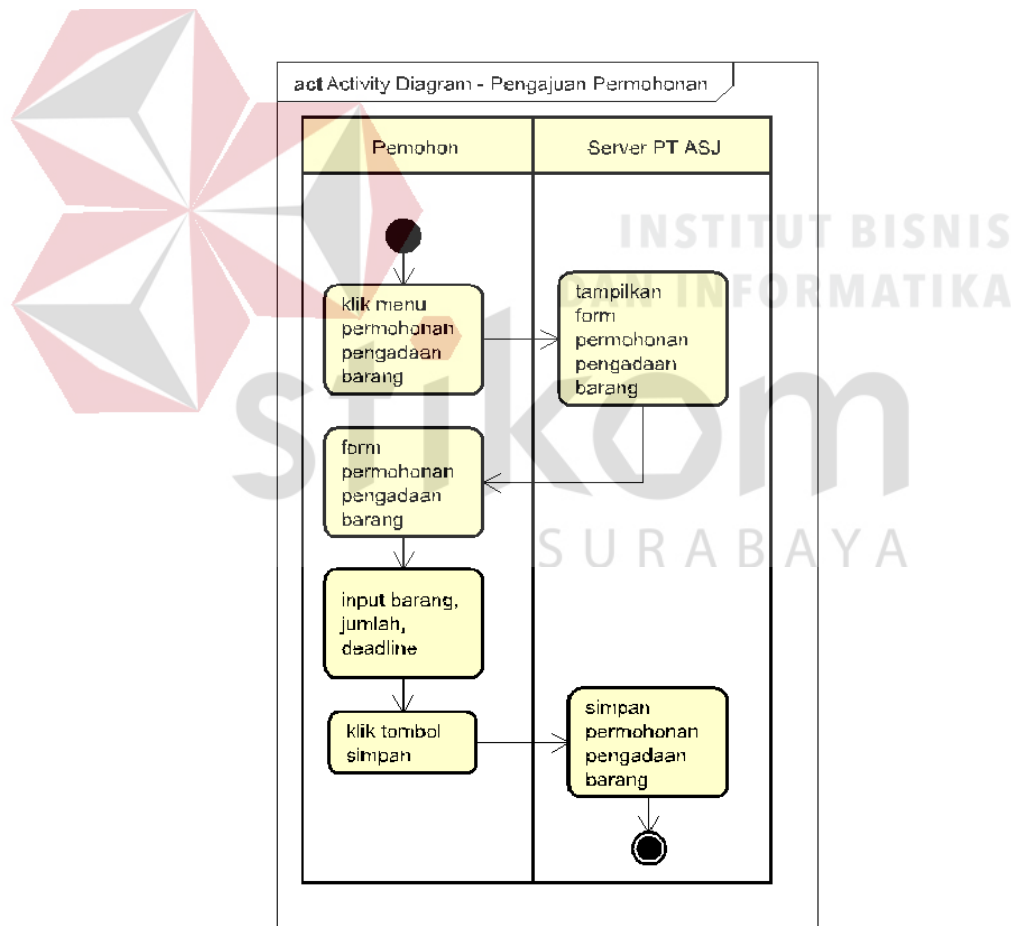 act Activity Diagram - Pengajuan Permohonan
Pemohon
Server PT ASJ
INSTITUT BISNIS
DAN INFORMATIKA
klik menu
permohonan
pengadaan
barang
tampilkan
form
permohonan
pengadaan
barang
stikom
SURABAYA
form
permohonan
pengadaan
barang
input barang,
jumlah,
deadline
klik tombol
simpan
simpan
permohonan
pengadaan
barang